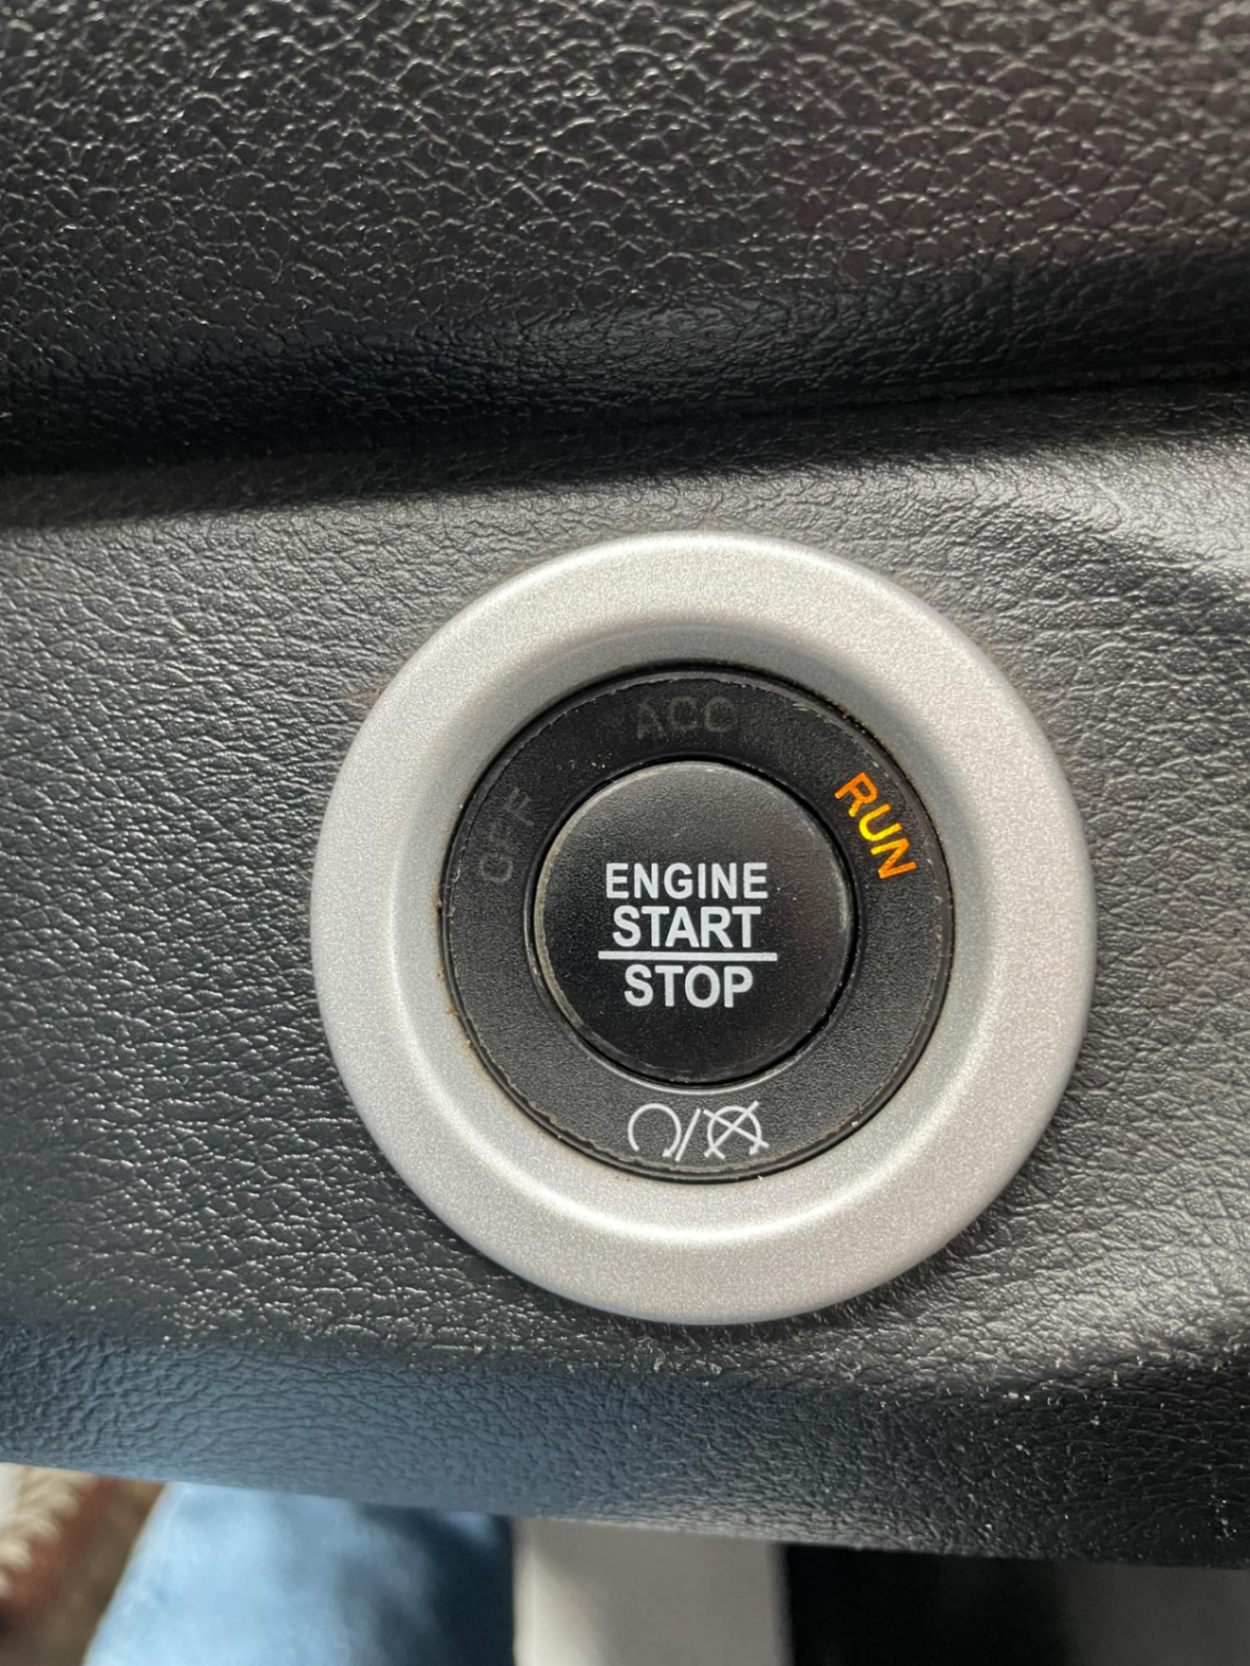 ACC
OFF
RUN
ENGINE
START
STOP